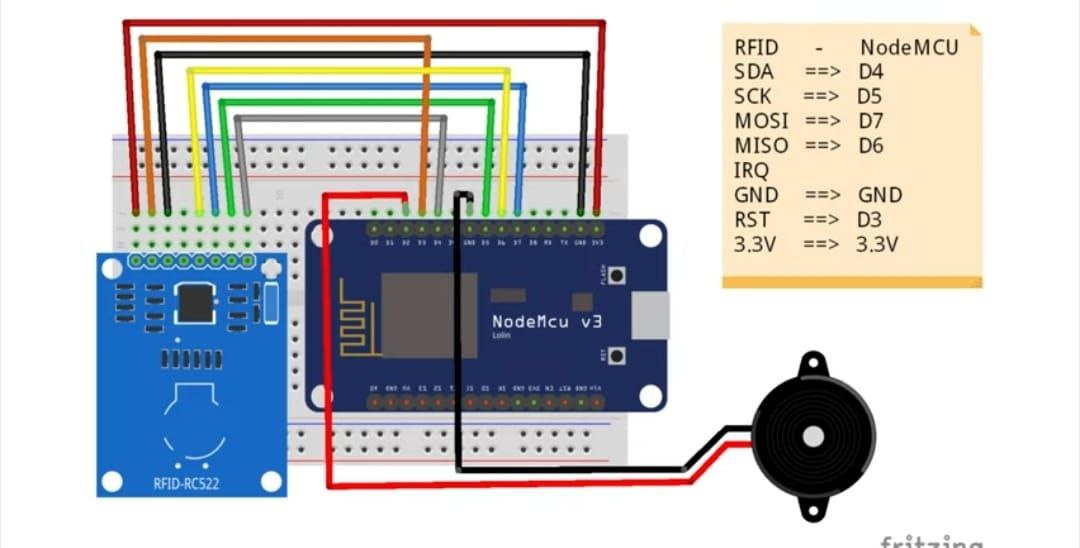 RFID - NodeMCU
SDA ==> D4
SCK ==> D5
MOSI ==> D7
MISO ==> D6
IRQ
GND ==> GND
RST ==> D3
3.3V ==> 3.3V
D0 D1 D2 D3 D4 GND D5 D6 D7 D8 RX TX GND 3V3
FLASH
NodeMcu v3
Lolin
RST
RFID-RC522
fritzing